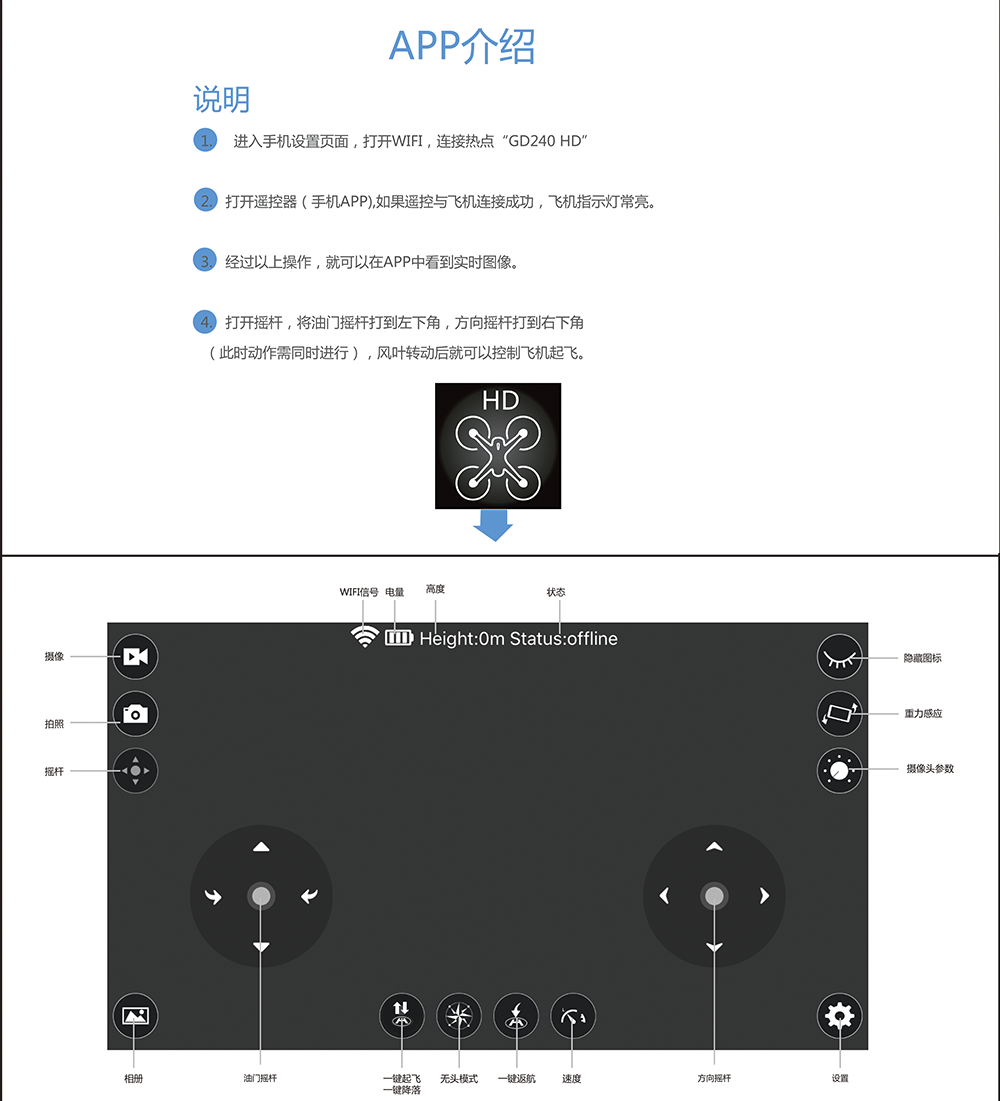 APP介绍
说明
1. 进入手机设置页面，打开WIFI，连接热点“GD240 HD”
2. 打开遥控器（手机APP),如果遥控与飞机连接成功，飞机指示灯常亮。
3. 经过以上操作，就可以在APP中看到实时图像。
4. 打开摇杆，将油门摇杆打到左下角，方向摇杆打到右下角
（此时动作需同时进行），风叶转动后就可以控制飞机起飞。
HD
WIFI信号 电量 高度 状态
Height:0m Status:offline
摄像 隐藏图标
拍照 重力感应
摇杆 摄像头参数
相册 油门摇杆 一键起飞 无头模式 一键返航 速度 方向摇杆 设置
一键降落